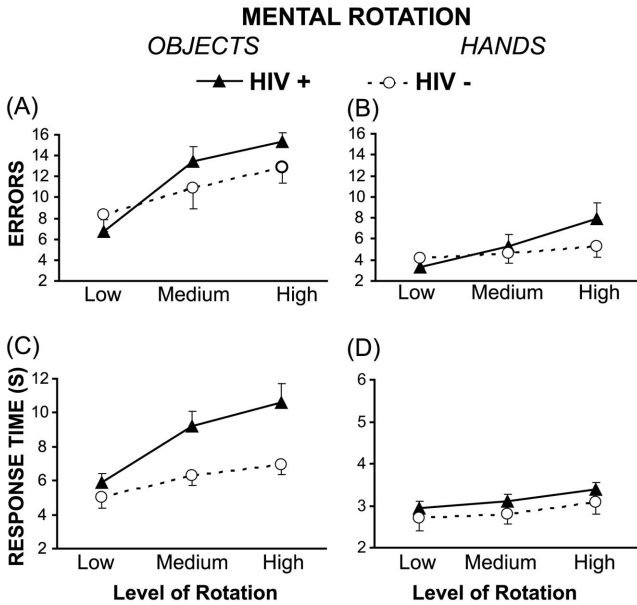 MENTAL ROTATION
OBJECTS HANDS
HIV + HIV -
(A)
ERRORS
16
14
12
10
8
6
4
2
Low Medium High
(B)
16
14
12
10
8
6
4
2
Low Medium High
(C)
RESPONSE TIME (S)
12
10
8
6
4
2
Low Medium High
Level of Rotation
(D)
6
5
4
3
2
Low Medium High
Level of Rotation